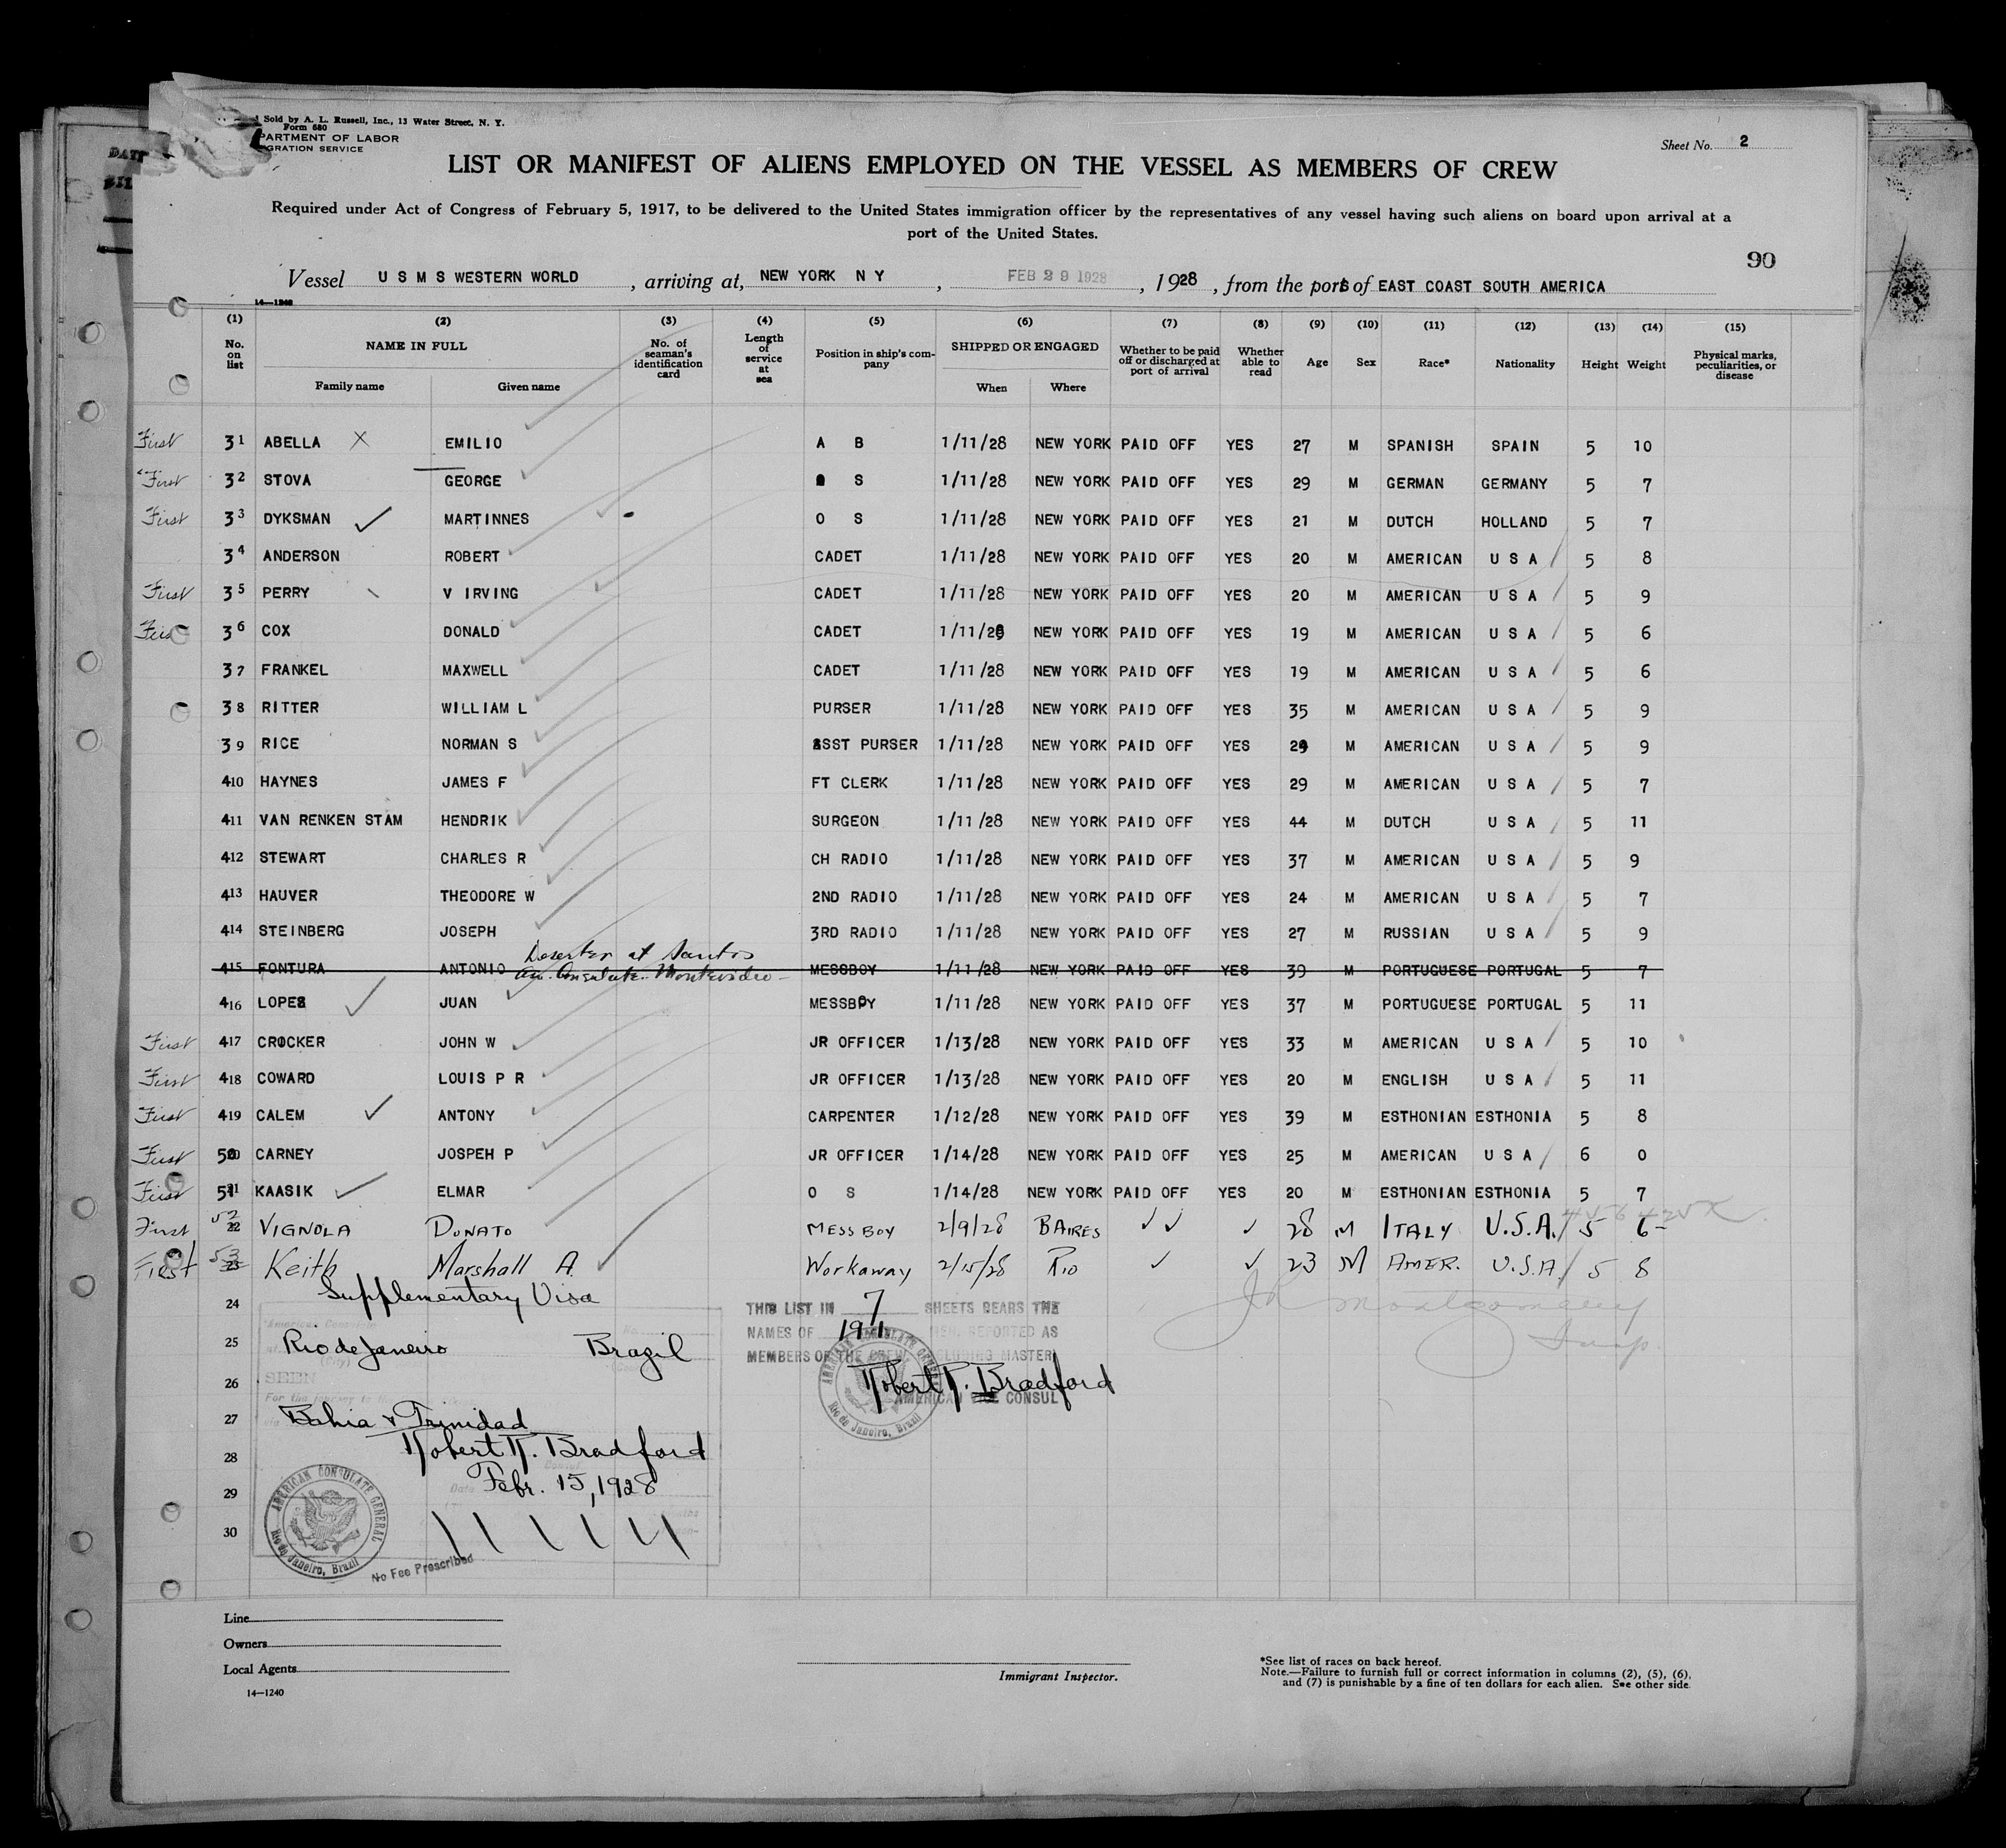 Sold by A. L. Russell, Inc., 13 Water Street, N. Y.
Form 680
PARTMENT OF LABOR
GRATION SERVICE
Sheet No. 2
LIST OR MANIFEST OF ALIENS EMPLOYED ON THE VESSEL AS MEMBERS OF CREW
Required under Act of Congress of February 5, 1917, to be delivered to the United States immigration officer by the representatives of any vessel having such aliens on board upon arrival at a
port of the United States.
90
Vessel U S M S WESTERN WORLD , arriving at, NEW YORK N Y , FEB 29 1928 , 1928 , from the ports of EAST COAST SOUTH AMERICA
14—1240
(1) (2) (3) (4) (5) (6) (7) (8) (9) (10) (11) (12) (13) (14) (15)
No. on list NAME IN FULL Family name Given name No. of seaman's identification card Length of service at sea Position in ship's company SHIPPED OR ENGAGED When Where Whether to be paid off or discharged at port of arrival Whether able to read Age Sex Race* Nationality Height Weight Physical marks, peculiarities, or disease
First 31 ABELLA X EMILIO A B 1/11/28 NEW YORK PAID OFF YES 27 M SPANISH SPAIN 5 10
First 32 STOVA GEORGE S 1/11/28 NEW YORK PAID OFF YES 29 M GERMAN GERMANY 5 7
First 33 DYKSMAN ✓ MARTINNES O S 1/11/28 NEW YORK PAID OFF YES 21 M DUTCH HOLLAND 5 7
34 ANDERSON ROBERT CADET 1/11/28 NEW YORK PAID OFF YES 20 M AMERICAN U S A 5 8
First 35 PERRY V IRVING CADET 1/11/28 NEW YORK PAID OFF YES 20 M AMERICAN U S A 5 9
First 36 COX DONALD CADET 1/11/28 NEW YORK PAID OFF YES 19 M AMERICAN U S A 5 6
37 FRANKEL MAXWELL CADET 1/11/28 NEW YORK PAID OFF YES 19 M AMERICAN U S A 5 6
38 RITTER WILLIAM L PURSER 1/11/28 NEW YORK PAID OFF YES 35 M AMERICAN U S A 5 9
39 RICE NORMAN S ASST PURSER 1/11/28 NEW YORK PAID OFF YES 29 M AMERICAN U S A 5 9
410 HAYNES JAMES F FT CLERK 1/11/28 NEW YORK PAID OFF YES 29 M AMERICAN U S A 5 7
411 VAN RENKEN STAM HENDRIK SURGEON 1/11/28 NEW YORK PAID OFF YES 44 M DUTCH U S A 5 11
412 STEWART CHARLES R CH RADIO 1/11/28 NEW YORK PAID OFF YES 37 M AMERICAN U S A 5 9
413 HAUVER THEODORE W 2ND RADIO 1/11/28 NEW YORK PAID OFF YES 24 M AMERICAN U S A 5 7
414 STEINBERG JOSEPH 3RD RADIO 1/11/28 NEW YORK PAID OFF YES 27 M RUSSIAN U S A 5 9
Deserter at Santos
415 FONTURA ANTONIO Am. Consulate Montevideo MESSBOY 1/11/28 NEW YORK PAID OFF YES 39 M PORTUGUESE PORTUGAL 5 7
416 LOPES ✓ JUAN MESSBOY 1/11/28 NEW YORK PAID OFF YES 37 M PORTUGUESE PORTUGAL 5 11
First 417 CROCKER JOHN W JR OFFICER 1/13/28 NEW YORK PAID OFF YES 33 M AMERICAN U S A 5 10
First 418 COWARD LOUIS P R JR OFFICER 1/13/28 NEW YORK PAID OFF YES 20 M ENGLISH U S A 5 11
First 419 CALEM ✓ ANTONY CARPENTER 1/12/28 NEW YORK PAID OFF YES 39 M ESTHONIAN ESTHONIA 5 8
First 50 CARNEY JOSPEH P JR OFFICER 1/14/28 NEW YORK PAID OFF YES 25 M AMERICAN U S A 6 0
First 51 KAASIK ✓ ELMAR O S 1/14/28 NEW YORK PAID OFF YES 20 M ESTHONIAN ESTHONIA 5 7
First 52 22 VIGNOLA DONATO MESSBOY 2/9/28 BAIRES ✓✓ ✓ 28 M ITALY U.S.A. 5 6
First 53 23 Keith Marshall A. Workaway 2/15/28 RIO ✓ ✓ 23 M AMER. U.S.A 5 8
Supplementary Visa
24
THIS LIST IN 7 SHEETS BEARS THE
NAMES OF 191 MEN, REPORTED AS
MEMBERS OF THE CREW INCLUDING MASTER
JR Montgomery
Insp.
25 Rio de Janeiro Brazil
SEEN
26
Robert R. Bradford
AMERICAN VICE CONSUL
27 Bahia & Trinidad
28 Robert R. Bradford
29 Febr. 15, 1928
30
AMERICAN CONSULATE GENERAL
Rio de Janeiro, Brazil
AMERICAN CONSULATE GENERAL
Rio de Janeiro, Brazil
No Fee Prescribed
Line
Owners
Local Agents
14—1240
Immigrant Inspector.
*See list of races on back hereof.
Note.—Failure to furnish full or correct information in columns (2), (5), (6),
and (7) is punishable by a fine of ten dollars for each alien. See other side.